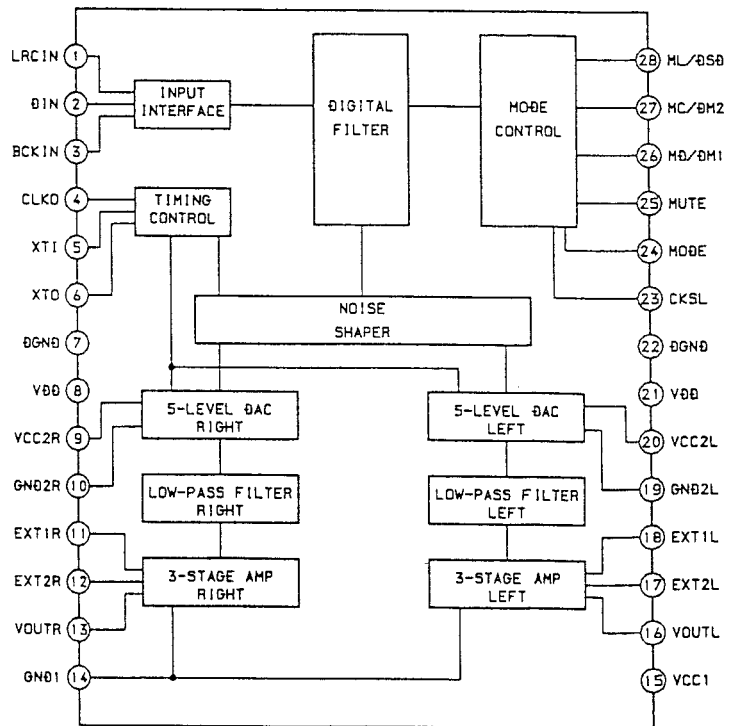 LRCIN 1
DIN 2
BCKIN 3
CLKO 4
XTI 5
XTO 6
DGND 7
VDD 8
VCC2R 9
GND2R 10
EXT1R 11
EXT2R 12
VOUTR 13
GND1 14
INPUT
INTERFACE
TIMING
CONTROL
DIGITAL
FILTER
MODE
CONTROL
NOISE
SHAPER
5-LEVEL DAC
RIGHT
5-LEVEL DAC
LEFT
LOW-PASS FILTER
RIGHT
LOW-PASS FILTER
LEFT
3-STAGE AMP
RIGHT
3-STAGE AMP
LEFT
28 ML/DSD
27 MC/DM2
26 MD/DM1
25 MUTE
24 MODE
23 CKSL
22 DGND
21 VDD
20 VCC2L
19 GND2L
18 EXT1L
17 EXT2L
16 VOUTL
15 VCC1